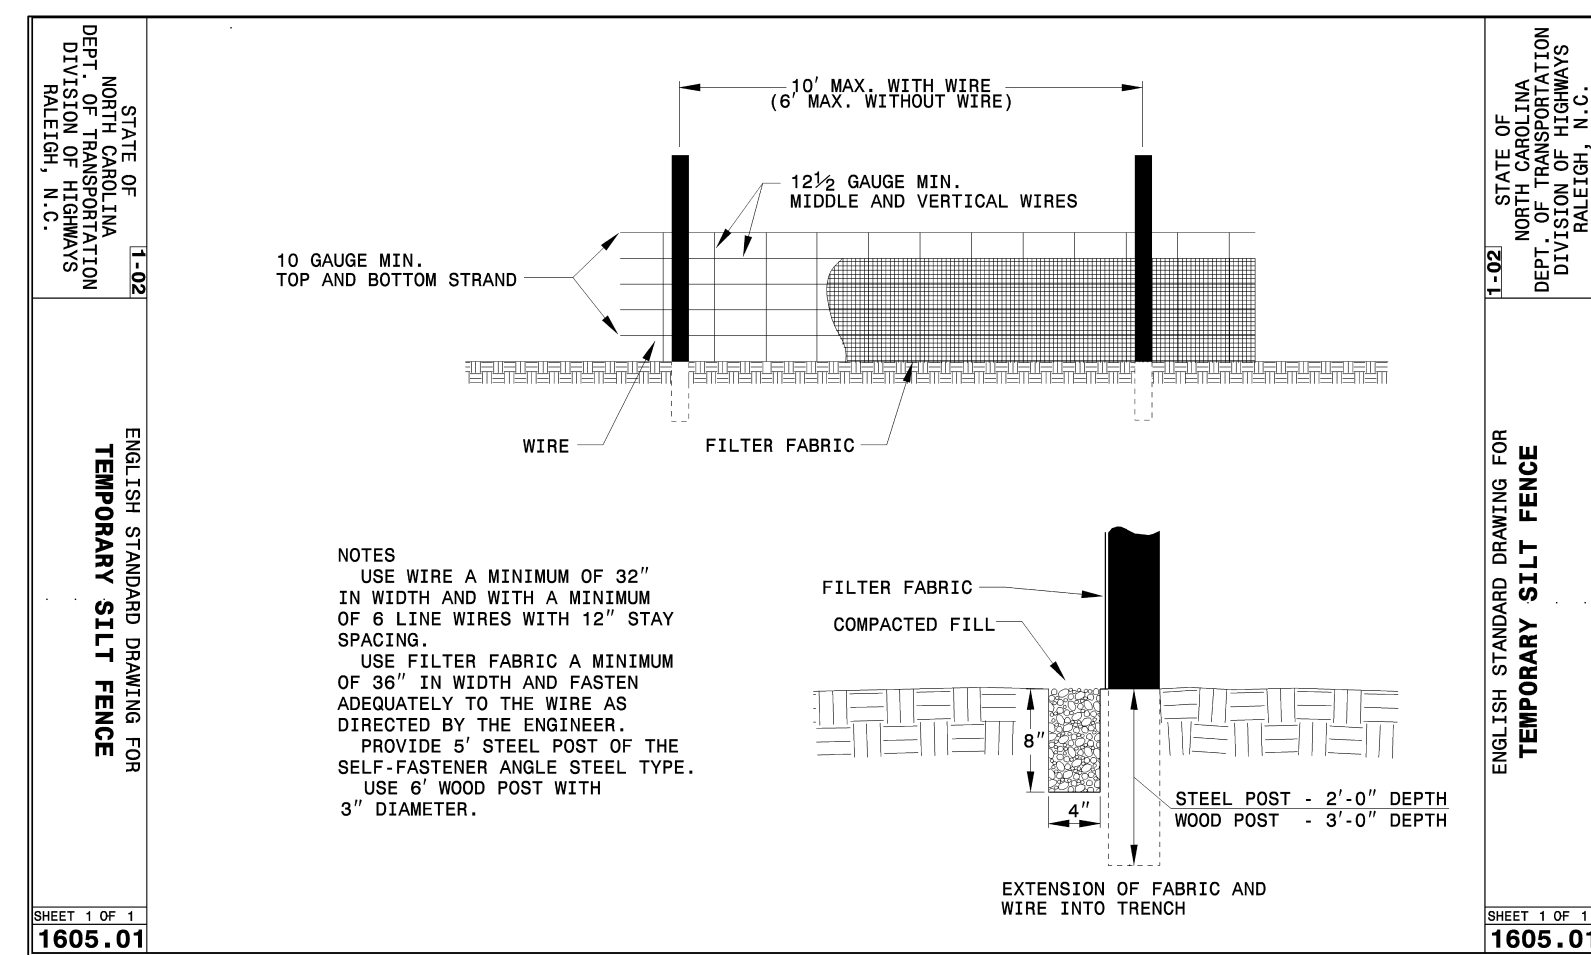 STATE OF
NORTH CAROLINA
DEPT. OF TRANSPORTATION
DIVISION OF HIGHWAYS
RALEIGH, N.C.
1-02
ENGLISH STANDARD DRAWING FOR
TEMPORARY SILT FENCE
SHEET 1 OF 1
1605.01
10′ MAX. WITH WIRE
(6′ MAX. WITHOUT WIRE)
12½ GAUGE MIN.
MIDDLE AND VERTICAL WIRES
10 GAUGE MIN.
TOP AND BOTTOM STRAND
WIRE
FILTER FABRIC
NOTES
USE WIRE A MINIMUM OF 32″
IN WIDTH AND WITH A MINIMUM
OF 6 LINE WIRES WITH 12″ STAY
SPACING.
USE FILTER FABRIC A MINIMUM
OF 36″ IN WIDTH AND FASTEN
ADEQUATELY TO THE WIRE AS
DIRECTED BY THE ENGINEER.
PROVIDE 5′ STEEL POST OF THE
SELF-FASTENER ANGLE STEEL TYPE.
USE 6′ WOOD POST WITH
3″ DIAMETER.
FILTER FABRIC
COMPACTED FILL
8″
4″
STEEL POST - 2′-0″ DEPTH
WOOD POST - 3′-0″ DEPTH
EXTENSION OF FABRIC AND
WIRE INTO TRENCH
STATE OF
NORTH CAROLINA
DEPT. OF TRANSPORTATION
DIVISION OF HIGHWAYS
RALEIGH, N.C.
1-02
ENGLISH STANDARD DRAWING FOR
TEMPORARY SILT FENCE
SHEET 1 OF 1
1605.01